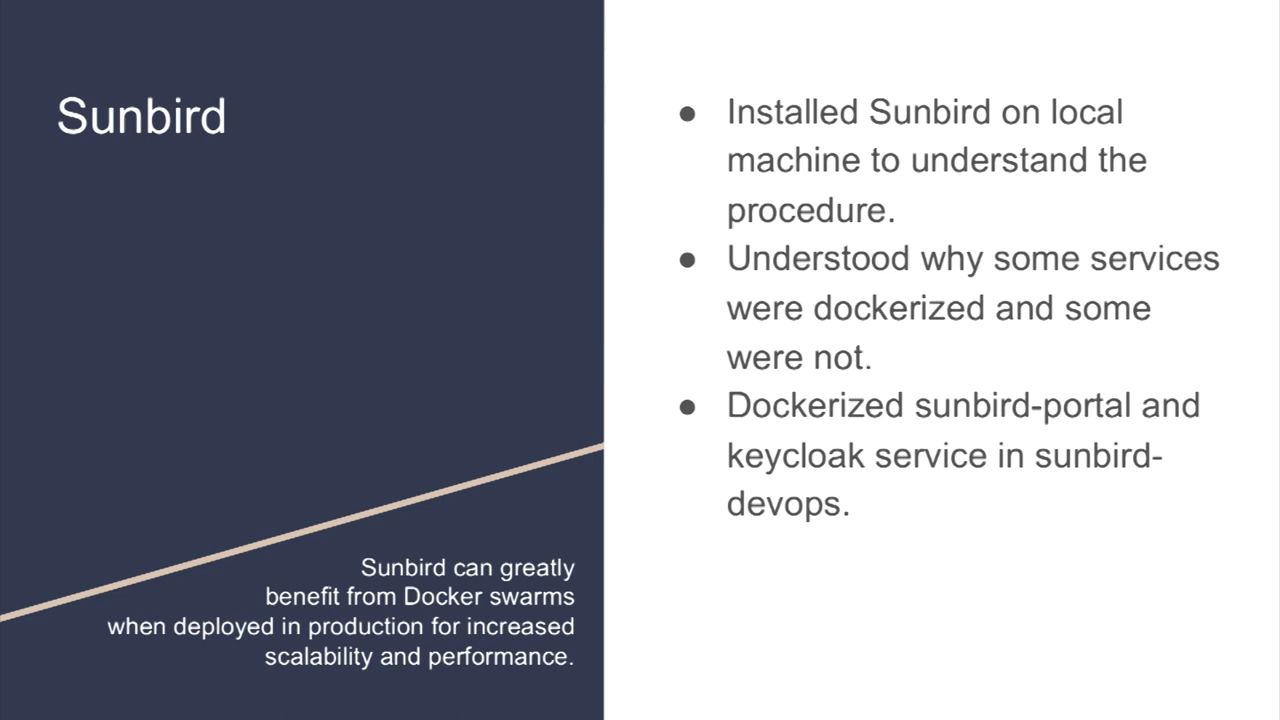 Sunbird
Sunbird can greatly
benefit from Docker swarms
when deployed in production for increased
scalability and performance.
● Installed Sunbird on local
machine to understand the
procedure.
● Understood why some services
were dockerized and some
were not.
● Dockerized sunbird-portal and
keycloak service in sunbird-
devops.